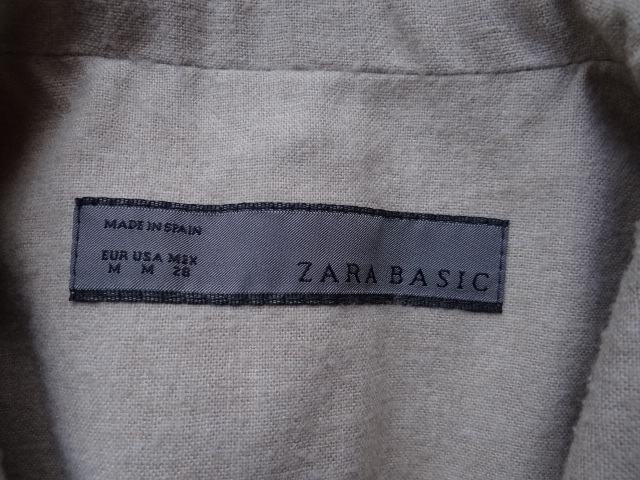 MADE IN SPAIN
EUR USA MEX
M M 28
ZARA BASIC